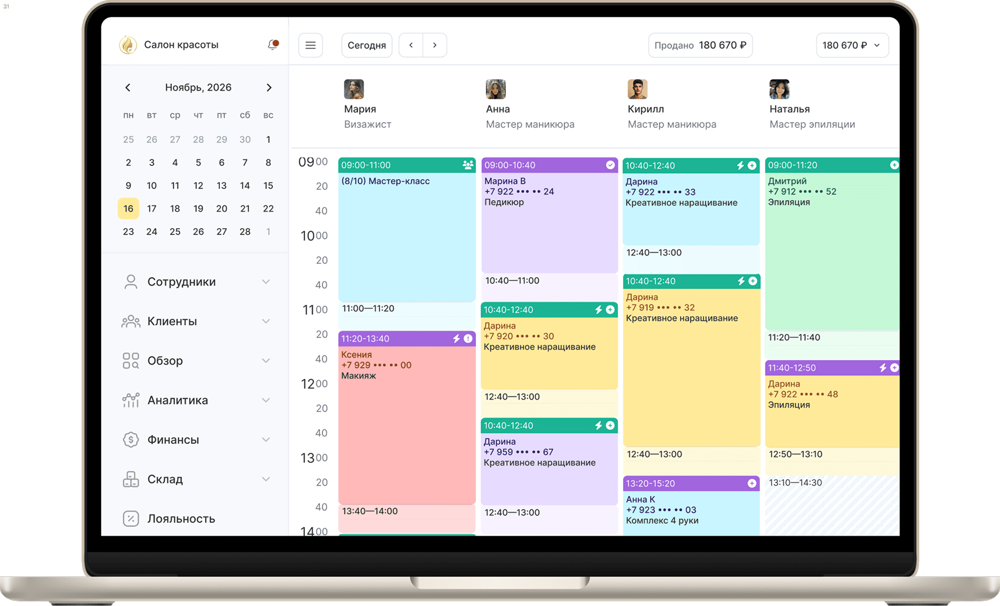 31
Салон красоты
Сегодня
Продано 180 670 ₽
180 670 ₽
Ноябрь, 2026
пн вт ср чт пт сб вс
25 26 27 28 29 30 1
2 3 4 5 6 7 8
9 10 11 12 13 14 15
16 17 18 19 20 21 22
23 24 25 26 27 28 1
Сотрудники
Клиенты
Обзор
Аналитика
Финансы
Склад
Лояльность
Мария
Визажист
Анна
Мастер маникюра
Кирилл
Мастер маникюра
Наталья
Мастер эпиляции
09 00
20
40
10 00
20
40
11 00
20
40
12 00
20
40
13 00
20
40
14 00
09:00-11:00
(8/10) Мастер-класс
11:00—11:20
11:20-13:40
Ксения
+7 929 ••• •• 00
Макияж
13:40—14:00
09:00-10:40
Марина В
+7 922 ••• •• 24
Педикюр
10:40—11:00
10:40-12:40
Дарина
+7 920 ••• •• 30
Креативное наращивание
12:40—13:00
10:40-12:40
Дарина
+7 959 ••• •• 67
Креативное наращивание
12:40—13:00
10:40-12:40
Дарина
+7 922 ••• •• 33
Креативное наращивание
12:40—13:00
10:40-12:40
Дарина
+7 919 ••• •• 32
Креативное наращивание
12:40—13:00
13:20-15:20
Анна К
+7 923 ••• •• 03
Комплекс 4 руки
09:00-11:20
Дмитрий
+7 912 ••• •• 52
Эпиляция
11:20—11:40
11:40-12:50
Дарина
+7 922 ••• •• 48
Эпиляция
12:50—13:10
13:10—14:30